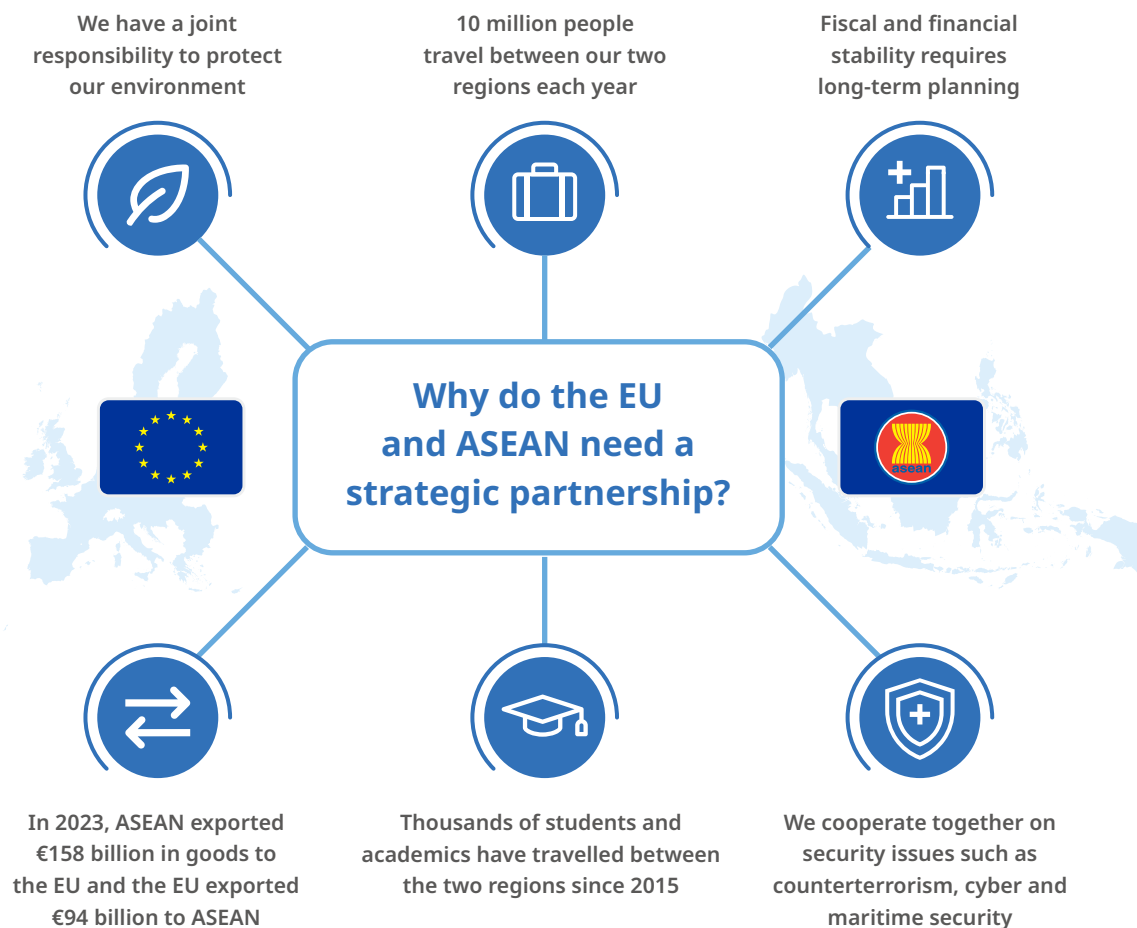 We have a joint
responsibility to protect
our environment
10 million people
travel between our two
regions each year
Fiscal and financial
stability requires
long-term planning
Why do the EU
and ASEAN need a
strategic partnership?
asean
In 2023, ASEAN exported
€158 billion in goods to
the EU and the EU exported
€94 billion to ASEAN
Thousands of students and
academics have travelled between
the two regions since 2015
We cooperate together on
security issues such as
counterterrorism, cyber and
maritime security